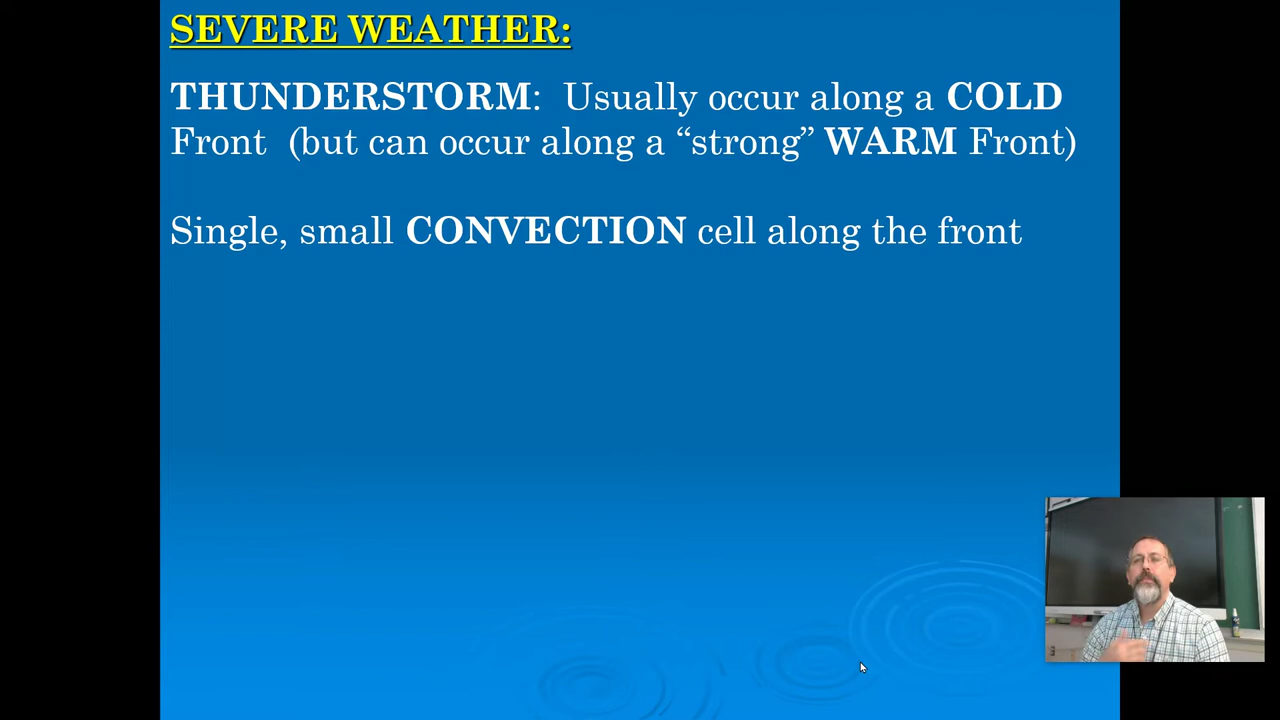 SEVERE WEATHER:
THUNDERSTORM: Usually occur along a COLD
Front (but can occur along a “strong” WARM Front)
Single, small CONVECTION cell along the front